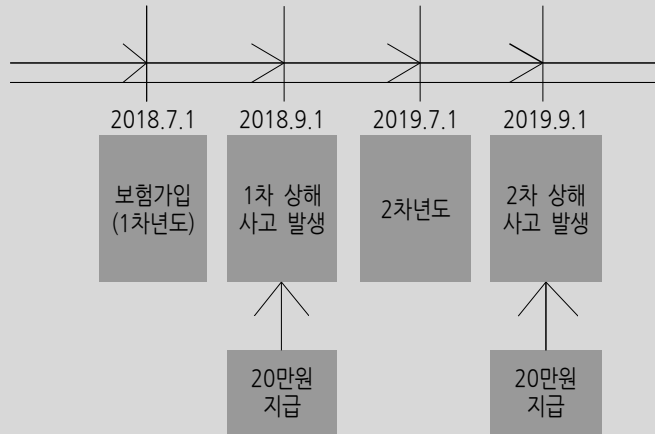 2018.7.1
2018.9.1
2019.7.1
2019.9.1
보험가입
(1차년도)
1차 상해
사고 발생
2차년도
2차 상해
사고 발생
20만원
지급
20만원
지급